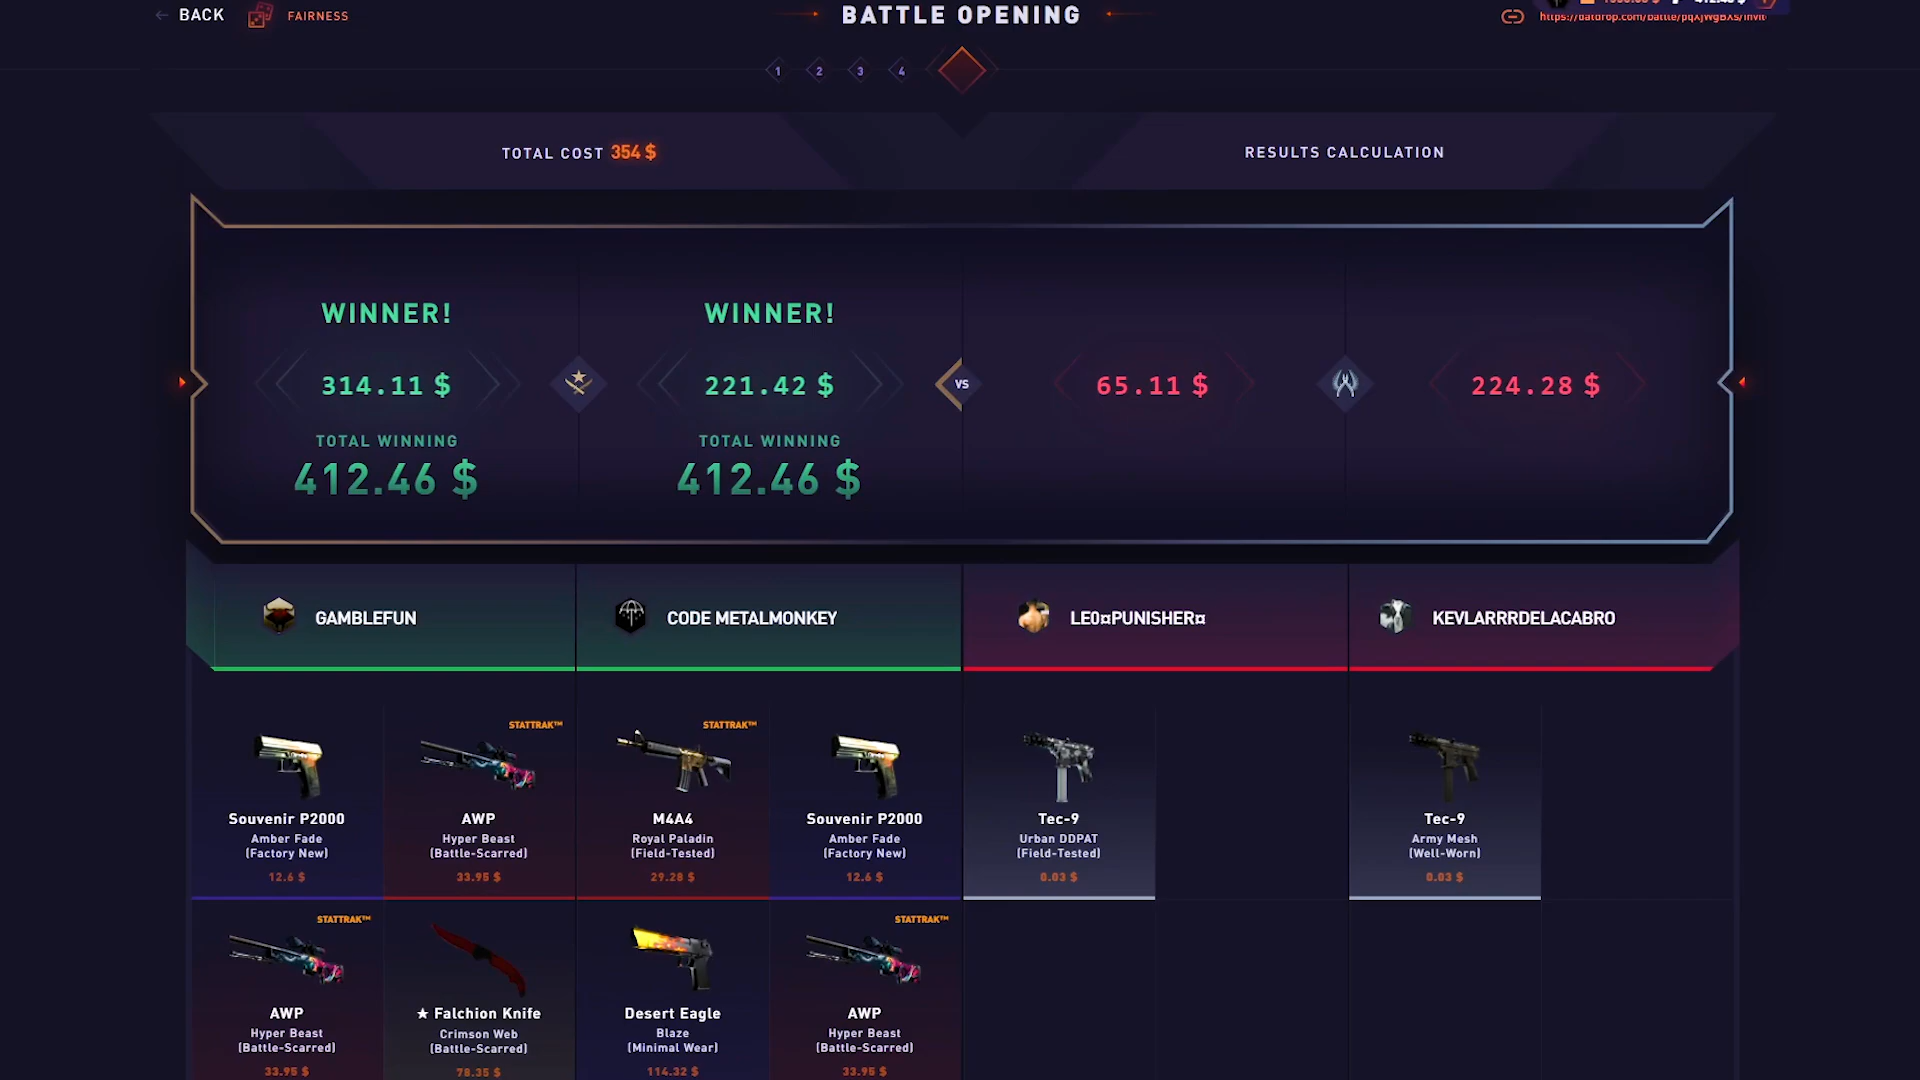 BACK
FAIRNESS
BATTLE OPENING
1 2 3 4
TOTAL COST 354 $
RESULTS CALCULATION
WINNER!
WINNER!
314.11 $
221.42 $
VS
65.11 $
224.28 $
TOTAL WINNING
TOTAL WINNING
412.46 $
412.46 $
GAMBLEFUN
CODE METALMONKEY
LE0¤PUNISHER¤
KEVLARRRDELACABRO
Souvenir P2000
Amber Fade
(Factory New)
12.6 $
STATTRAK™
AWP
Hyper Beast
(Battle-Scarred)
33.95 $
STATTRAK™
M4A4
Royal Paladin
(Field-Tested)
29.28 $
Souvenir P2000
Amber Fade
(Factory New)
12.6 $
Tec-9
Urban DDPAT
(Field-Tested)
0.03 $
Tec-9
Army Mesh
(Well-Worn)
0.03 $
STATTRAK™
AWP
Hyper Beast
(Battle-Scarred)
33.95 $
★ Falchion Knife
Crimson Web
(Battle-Scarred)
78.35 $
Desert Eagle
Blaze
(Minimal Wear)
114.32 $
STATTRAK™
AWP
Hyper Beast
(Battle-Scarred)
33.95 $